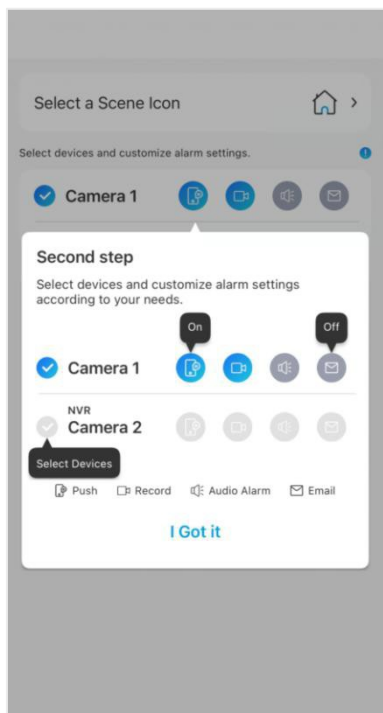 Select a Scene Icon
Select devices and customize alarm settings.
Camera 1
Second step
Select devices and customize alarm settings
according to your needs.
On
Off
Camera 1
NVR
Camera 2
Select Devices
Push
Record
Audio Alarm
Email
I Got it